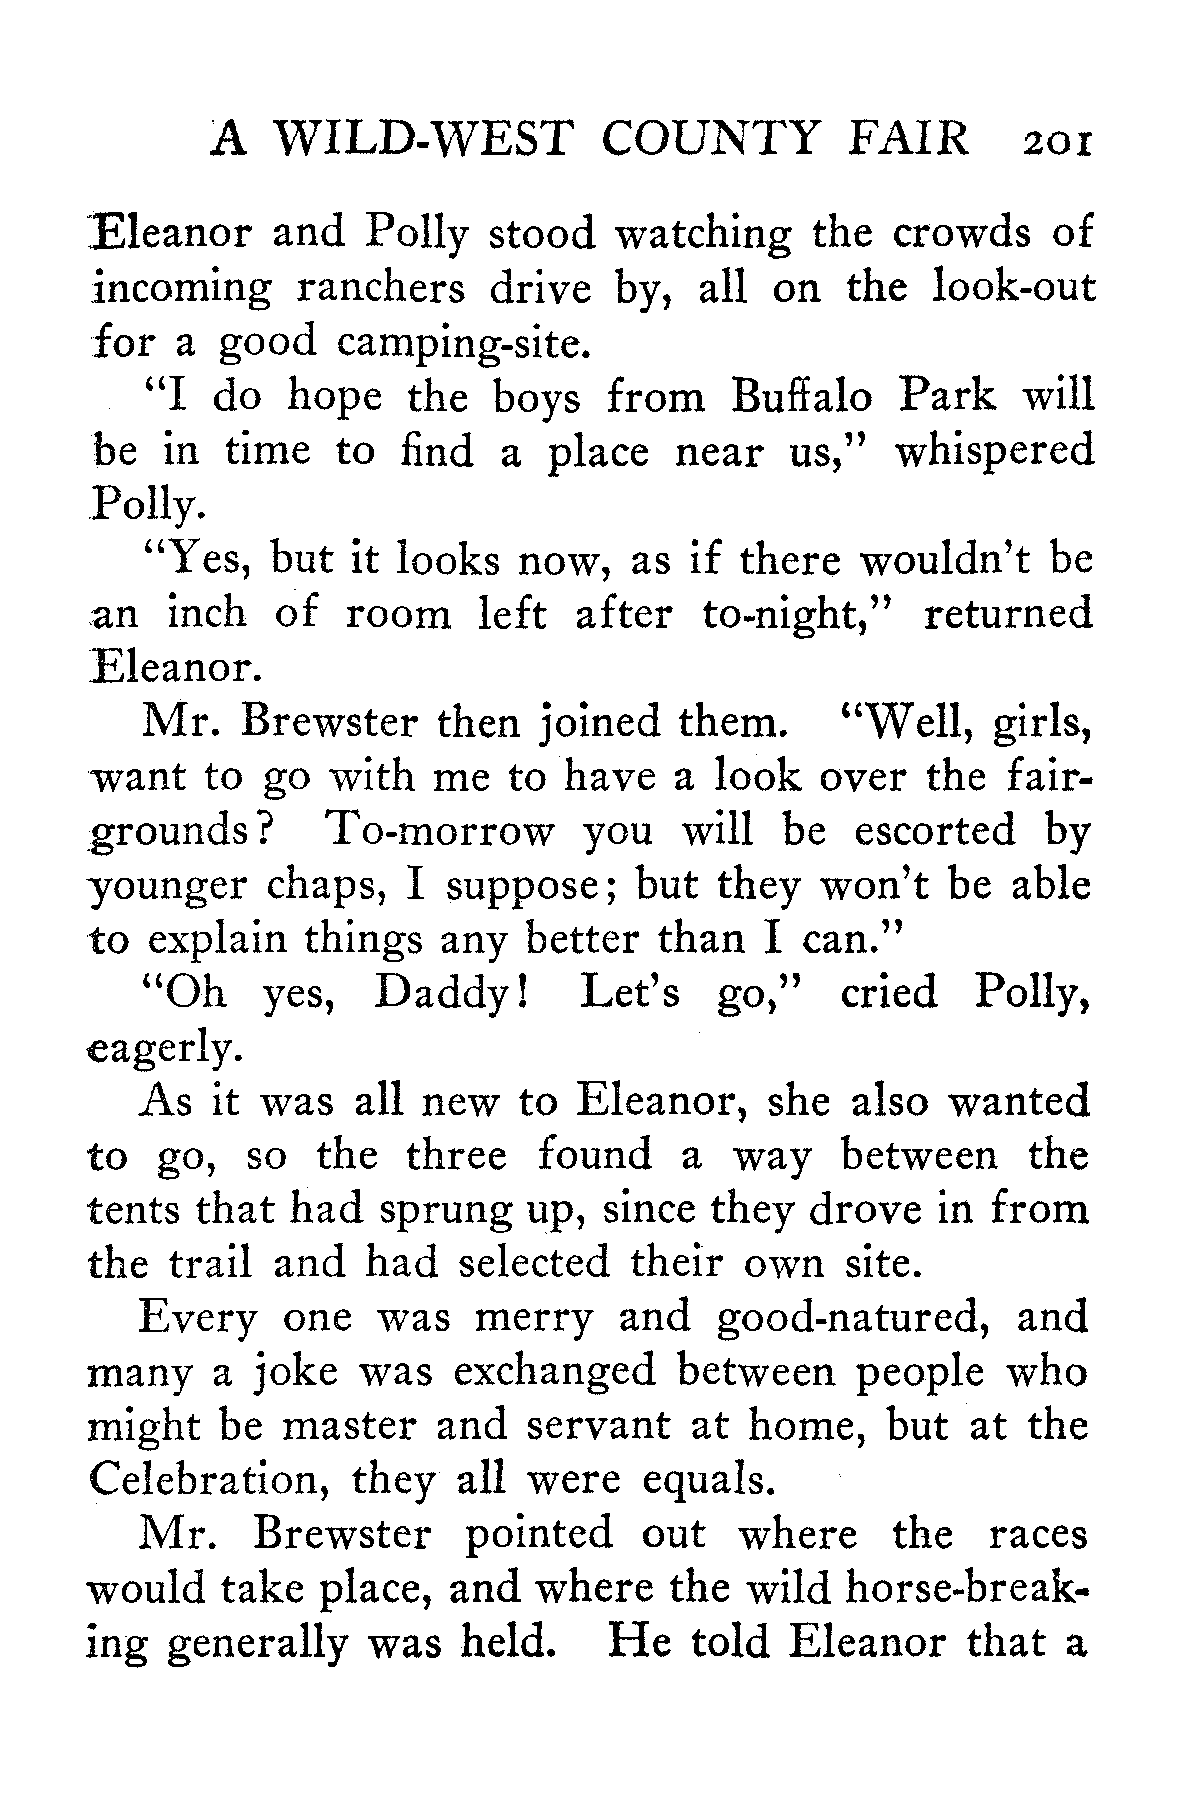 A WILD-WEST COUNTY FAIR 201
Eleanor and Polly stood watching the crowds of
incoming ranchers drive by, all on the look-out
for a good camping-site.
“I do hope the boys from Buffalo Park will
be in time to find a place near us,” whispered
Polly.
“Yes, but it looks now, as if there wouldn’t be
an inch of room left after to-night,” returned
Eleanor.
Mr. Brewster then joined them. “Well, girls,
want to go with me to have a look over the fair-
grounds? To-morrow you will be escorted by
younger chaps, I suppose; but they won’t be able
to explain things any better than I can.”
“Oh yes, Daddy! Let’s go,” cried Polly,
eagerly.
As it was all new to Eleanor, she also wanted
to go, so the three found a way between the
tents that had sprung up, since they drove in from
the trail and had selected their own site.
Every one was merry and good-natured, and
many a joke was exchanged between people who
might be master and servant at home, but at the
Celebration, they all were equals.
Mr. Brewster pointed out where the races
would take place, and where the wild horse-break-
ing generally was held. He told Eleanor that a